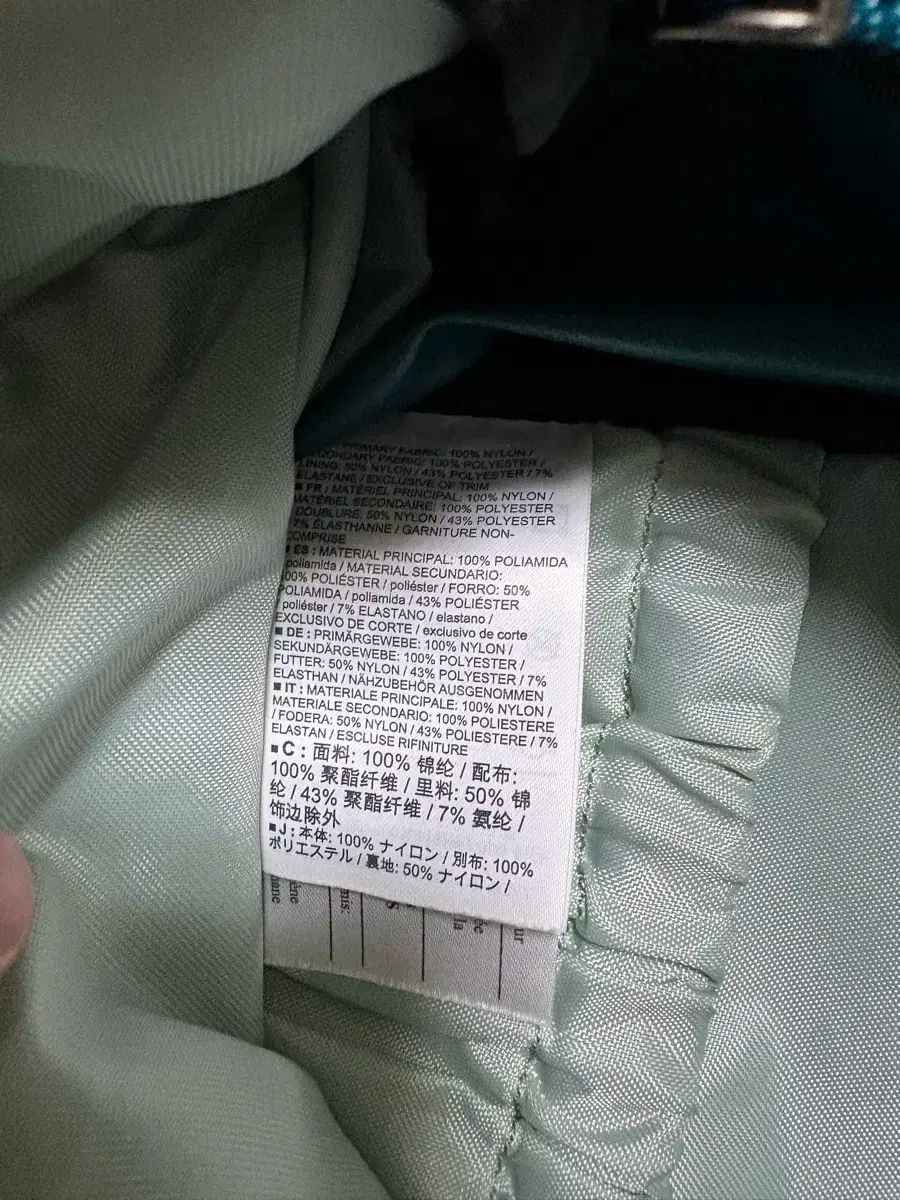 PRIMARY FABRIC: 100% NYLON /
SECONDARY FABRIC: 100% POLYESTER /
LINING: 50% NYLON / 43% POLYESTER / 7%
ELASTANE / EXCLUSIVE OF TRIM
■ FR : MATÉRIEL PRINCIPAL: 100% NYLON /
MATÉRIEL SECONDAIRE: 100% POLYESTER
DOUBLURE, 50% NYLON / 43% POLYESTER
7% ÉLASTHANNE / GARNITURE NON-
COMPRISE
■ ES : MATERIAL PRINCIPAL: 100% POLIAMIDA
poliamida / MATERIAL SECUNDARIO:
100% POLIÉSTER / poliéster / FORRO: 50%
POLIAMIDA / poliamida / 43% POLIÉSTER
poliéster / 7% ELASTANO / elastano /
EXCLUSIVO DE CORTE / exclusivo de corte
■ DE : PRIMÄRGEWEBE: 100% NYLON /
SEKUNDÄRGEWEBE: 100% POLYESTER /
FUTTER: 50% NYLON / 43% POLYESTER / 7%
ELASTHAN / NÄHZUBEHÖR AUSGENOMMEN
■ IT : MATERIALE PRINCIPALE: 100% NYLON /
MATERIALE SECONDARIO: 100% POLIESTERE
/ FODERA: 50% NYLON / 43% POLIESTERE / 7%
ELASTAN / ESCLUSE RIFINITURE
■ C : 面料: 100% 锦纶 / 配布:
100% 聚酯纤维 / 里料: 50% 锦
纶 / 43% 聚酯纤维 / 7% 氨纶 /
饰边除外
■ J : 本体: 100% ナイロン / 別布: 100%
ポリエステル / 裏地: 50% ナイロン /